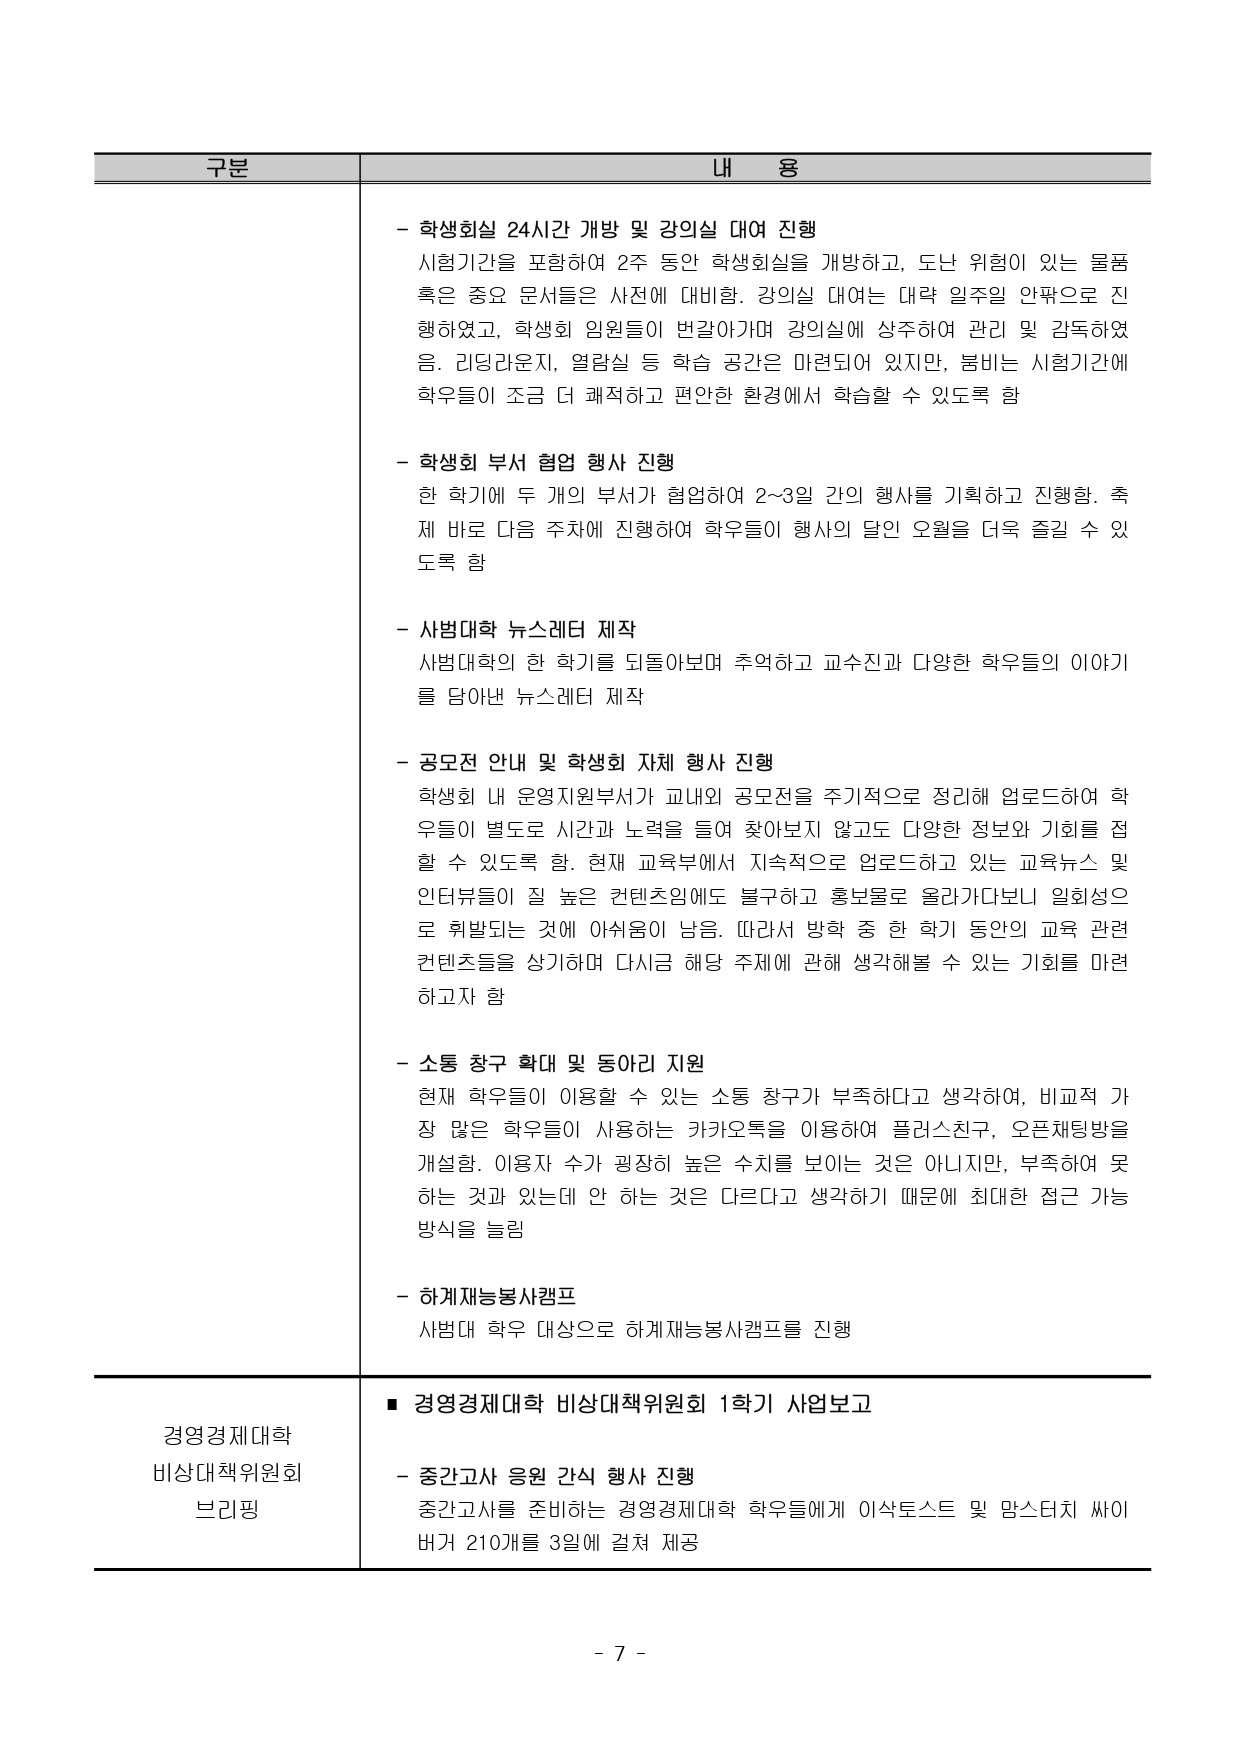 구분 내 용
- 학생회실 24시간 개방 및 강의실 대여 진행
시험기간을 포함하여 2주 동안 학생회실을 개방하고, 도난 위험이 있는 물품
혹은 중요 문서들은 사전에 대비함. 강의실 대여는 대략 일주일 안팎으로 진
행하였고, 학생회 임원들이 번갈아가며 강의실에 상주하여 관리 및 감독하였
음. 리딩라운지, 열람실 등 학습 공간은 마련되어 있지만, 붐비는 시험기간에
학우들이 조금 더 쾌적하고 편안한 환경에서 학습할 수 있도록 함
- 학생회 부서 협업 행사 진행
한 학기에 두 개의 부서가 협업하여 2~3일 간의 행사를 기획하고 진행함. 축
제 바로 다음 주차에 진행하여 학우들이 행사의 달인 오월을 더욱 즐길 수 있
도록 함
- 사범대학 뉴스레터 제작
사범대학의 한 학기를 되돌아보며 추억하고 교수진과 다양한 학우들의 이야기
를 담아낸 뉴스레터 제작
- 공모전 안내 및 학생회 자체 행사 진행
학생회 내 운영지원부서가 교내외 공모전을 주기적으로 정리해 업로드하여 학
우들이 별도로 시간과 노력을 들여 찾아보지 않고도 다양한 정보와 기회를 접
할 수 있도록 함. 현재 교육부에서 지속적으로 업로드하고 있는 교육뉴스 및
인터뷰들이 질 높은 컨텐츠임에도 불구하고 홍보물로 올라가다보니 일회성으
로 휘발되는 것에 아쉬움이 남음. 따라서 방학 중 한 학기 동안의 교육 관련
컨텐츠들을 상기하며 다시금 해당 주제에 관해 생각해볼 수 있는 기회를 마련
하고자 함
- 소통 창구 확대 및 동아리 지원
현재 학우들이 이용할 수 있는 소통 창구가 부족하다고 생각하여, 비교적 가
장 많은 학우들이 사용하는 카카오톡을 이용하여 플러스친구, 오픈채팅방을
개설함. 이용자 수가 굉장히 높은 수치를 보이는 것은 아니지만, 부족하여 못
하는 것과 있는데 안 하는 것은 다르다고 생각하기 때문에 최대한 접근 가능
방식을 늘림
- 하계재능봉사캠프
사범대 학우 대상으로 하계재능봉사캠프를 진행
경영경제대학
비상대책위원회
브리핑
■ 경영경제대학 비상대책위원회 1학기 사업보고
- 중간고사 응원 간식 행사 진행
중간고사를 준비하는 경영경제대학 학우들에게 이삭토스트 및 맘스터치 싸이
버거 210개를 3일에 걸쳐 제공
- 7 -